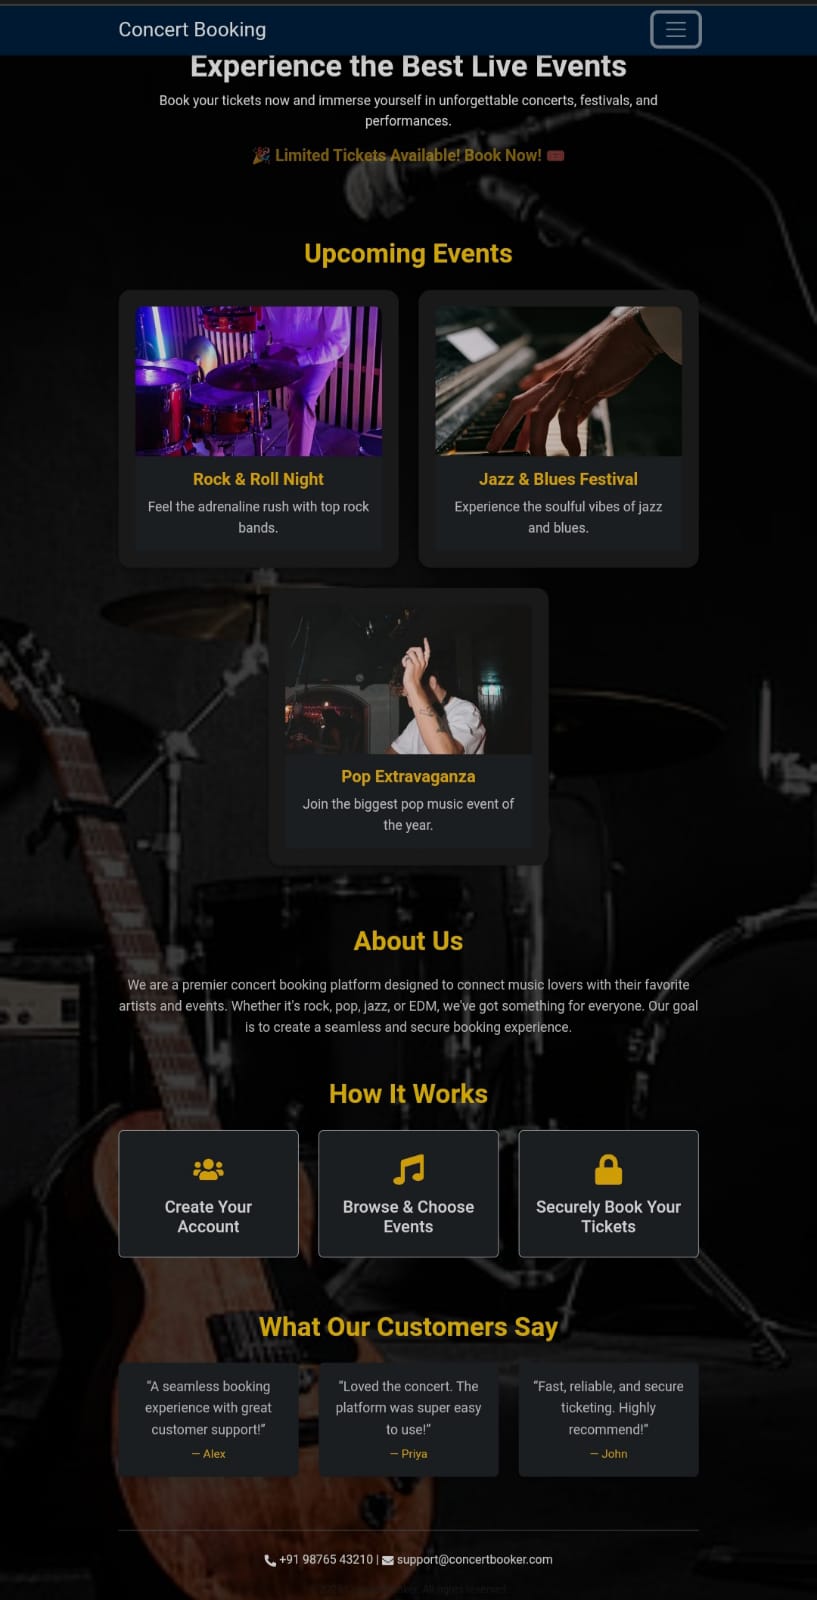 Concert Booking
Experience the Best Live Events
Book your tickets now and immerse yourself in unforgettable concerts, festivals, and
performances.
🎉 Limited Tickets Available! Book Now! 🎟️
Upcoming Events
Rock & Roll Night
Feel the adrenaline rush with top rock
bands.
Jazz & Blues Festival
Experience the soulful vibes of jazz
and blues.
Pop Extravaganza
Join the biggest pop music event of
the year.
About Us
We are a premier concert booking platform designed to connect music lovers with their favorite
artists and events. Whether it's rock, pop, jazz, or EDM, we've got something for everyone. Our goal
is to create a seamless and secure booking experience.
How It Works
Create Your
Account
Browse & Choose
Events
Securely Book Your
Tickets
What Our Customers Say
“A seamless booking
experience with great
customer support!”
— Alex
“Loved the concert. The
platform was super easy
to use!”
— Priya
“Fast, reliable, and secure
ticketing. Highly
recommend!”
— John
+91 98765 43210 | support@concertbooker.com
All rights reserved.